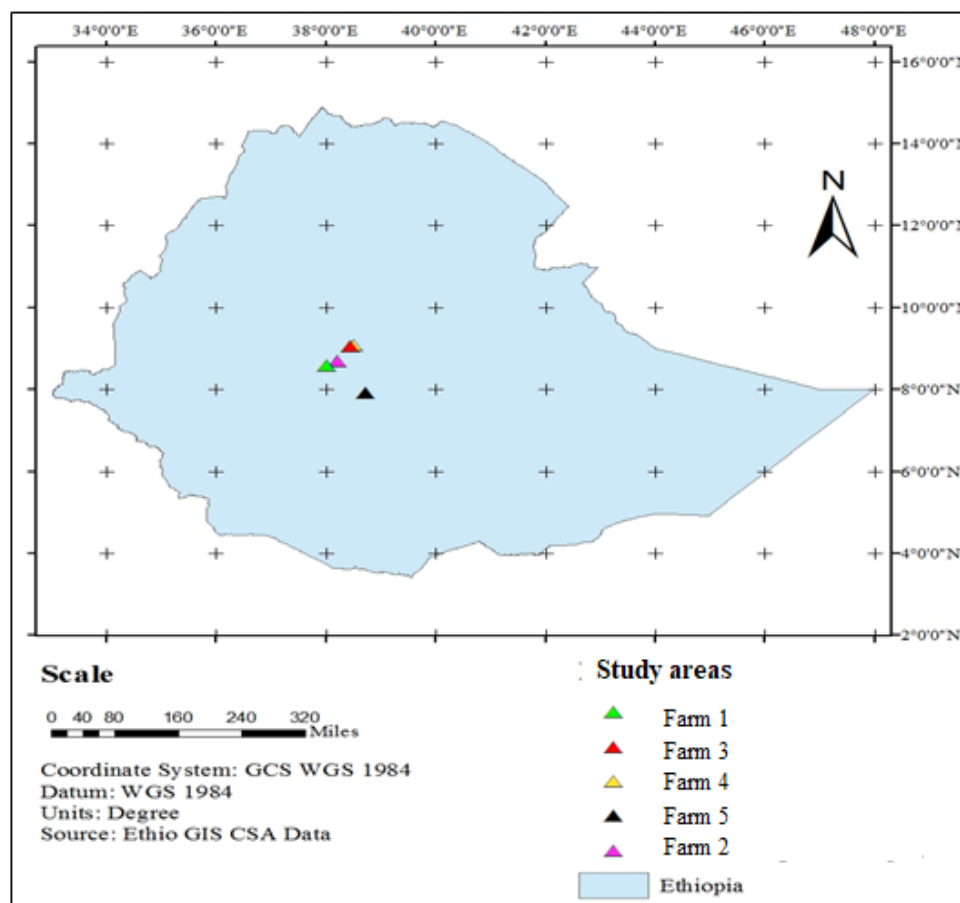 34°0'0"E 36°0'0"E 38°0'0"E 40°0'0"E 42°0'0"E 44°0'0"E 46°0'0"E 48°0'0"E
16°0'0"N
14°0'0"N
N
12°0'0"N
10°0'0"N
8°0'0"N
6°0'0"N
4°0'0"N
2°0'0"N
Scale
0 40 80 160 240 320
Miles
Coordinate System: GCS WGS 1984
Datum: WGS 1984
Units: Degree
Source: Ethio GIS CSA Data
Study areas
Farm 1
Farm 3
Farm 4
Farm 5
Farm 2
Ethiopia